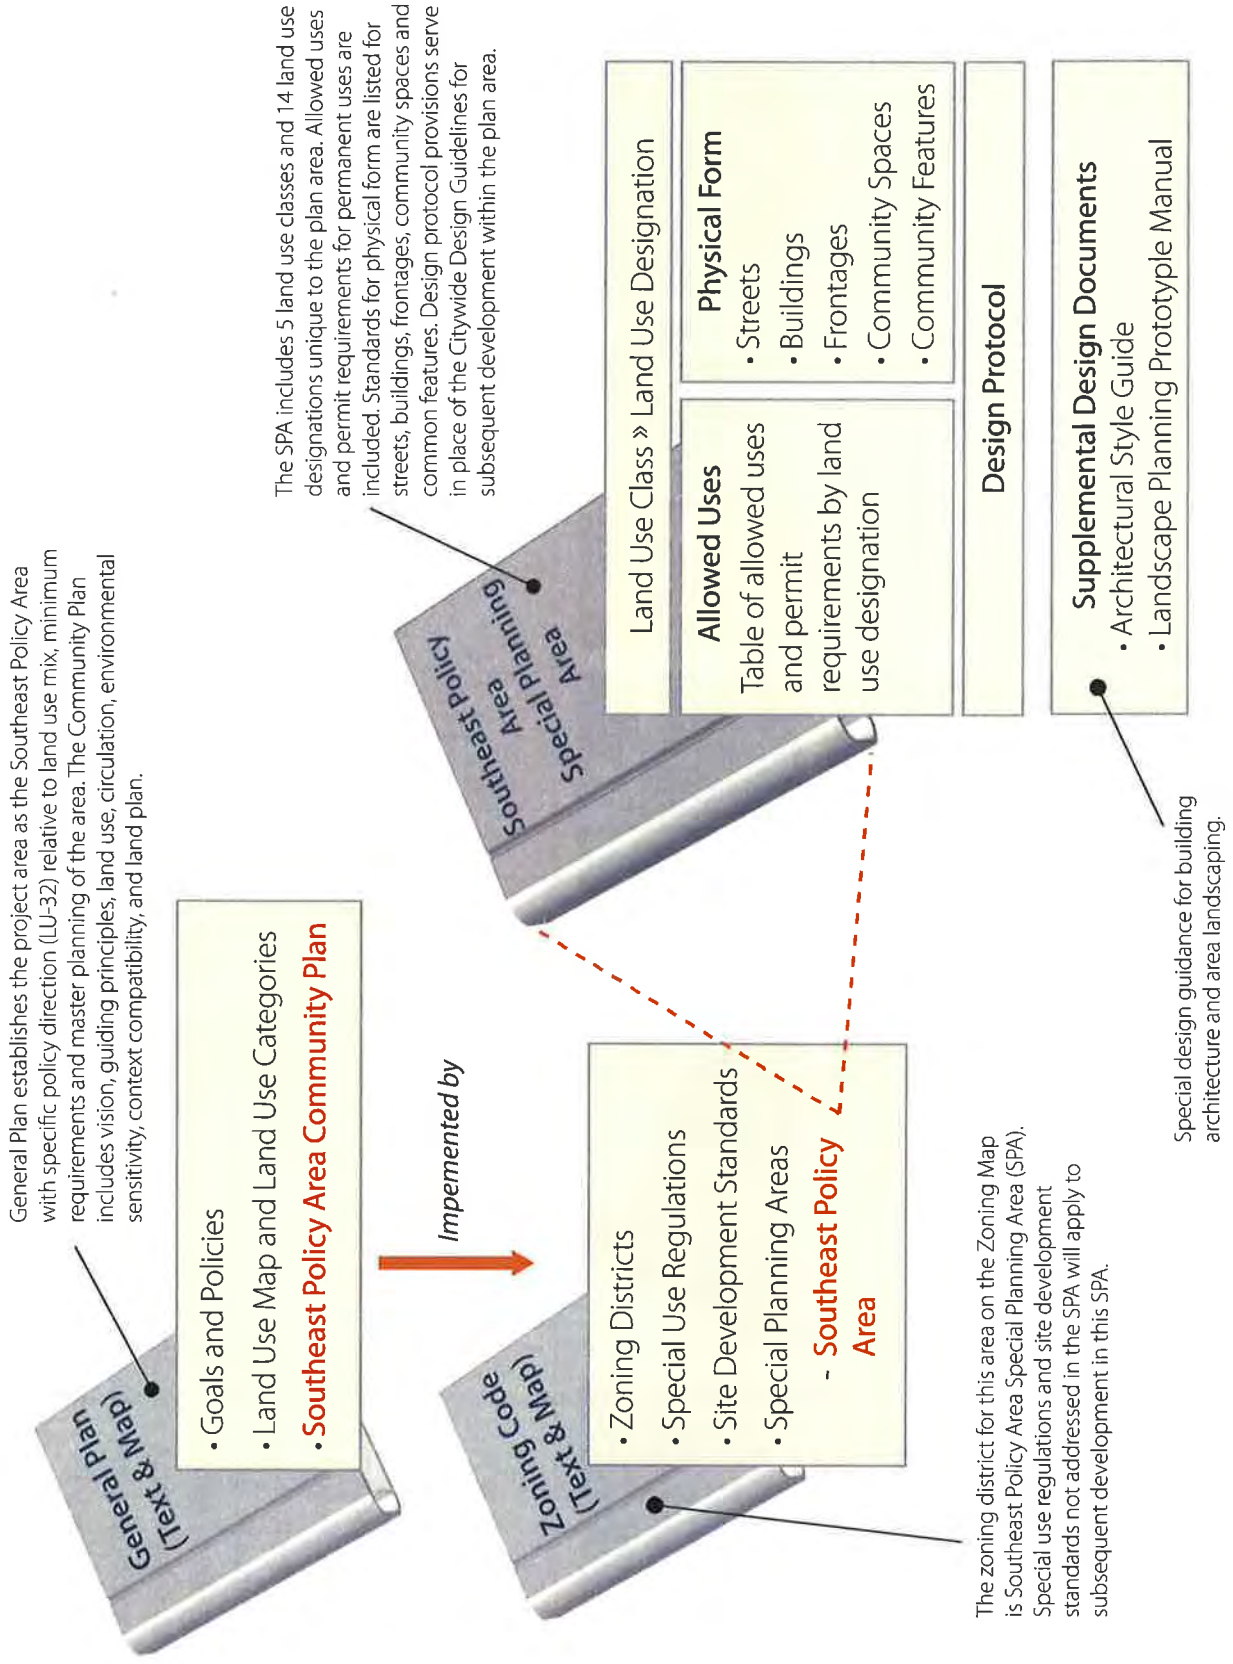 General Plan establishes the project area as the Southeast Policy Area
with specific policy direction (LU-32) relative to land use mix, minimum
requirements and master planning of the area. The Community Plan
includes vision, guiding principles, land use, circulation, environmental
sensitivity, context compatibility, and land plan.
General Plan
(Text & Map)
• Goals and Policies
• Land Use Map and Land Use Categories
• Southeast Policy Area Community Plan
Impemented by
Zoning Code
(Text & Map)
• Zoning Districts
• Special Use Regulations
• Site Development Standards
• Special Planning Areas
- Southeast Policy
Area
The zoning district for this area on the Zoning Map
is Southeast Policy Area Special Planning Area (SPA).
Special use regulations and site development
standards not addressed in the SPA will apply to
subsequent development in this SPA.
The SPA includes 5 land use classes and 14 land use
designations unique to the plan area. Allowed uses
and permit requirements for permanent uses are
included. Standards for physical form are listed for
streets, buildings, frontages, community spaces and
common features. Design protocol provisions serve
in place of the Citywide Design Guidelines for
subsequent development within the plan area.
Southeast Policy
Area
Special Planning
Area
Land Use Class » Land Use Designation
Allowed Uses
Table of allowed uses
and permit
requirements by land
use designation
Physical Form
• Streets
• Buildings
• Frontages
• Community Spaces
• Community Features
Design Protocol
Supplemental Design Documents
• Architectural Style Guide
• Landscape Planning Prototyple Manual
Special design guidance for building
architecture and area landscaping.